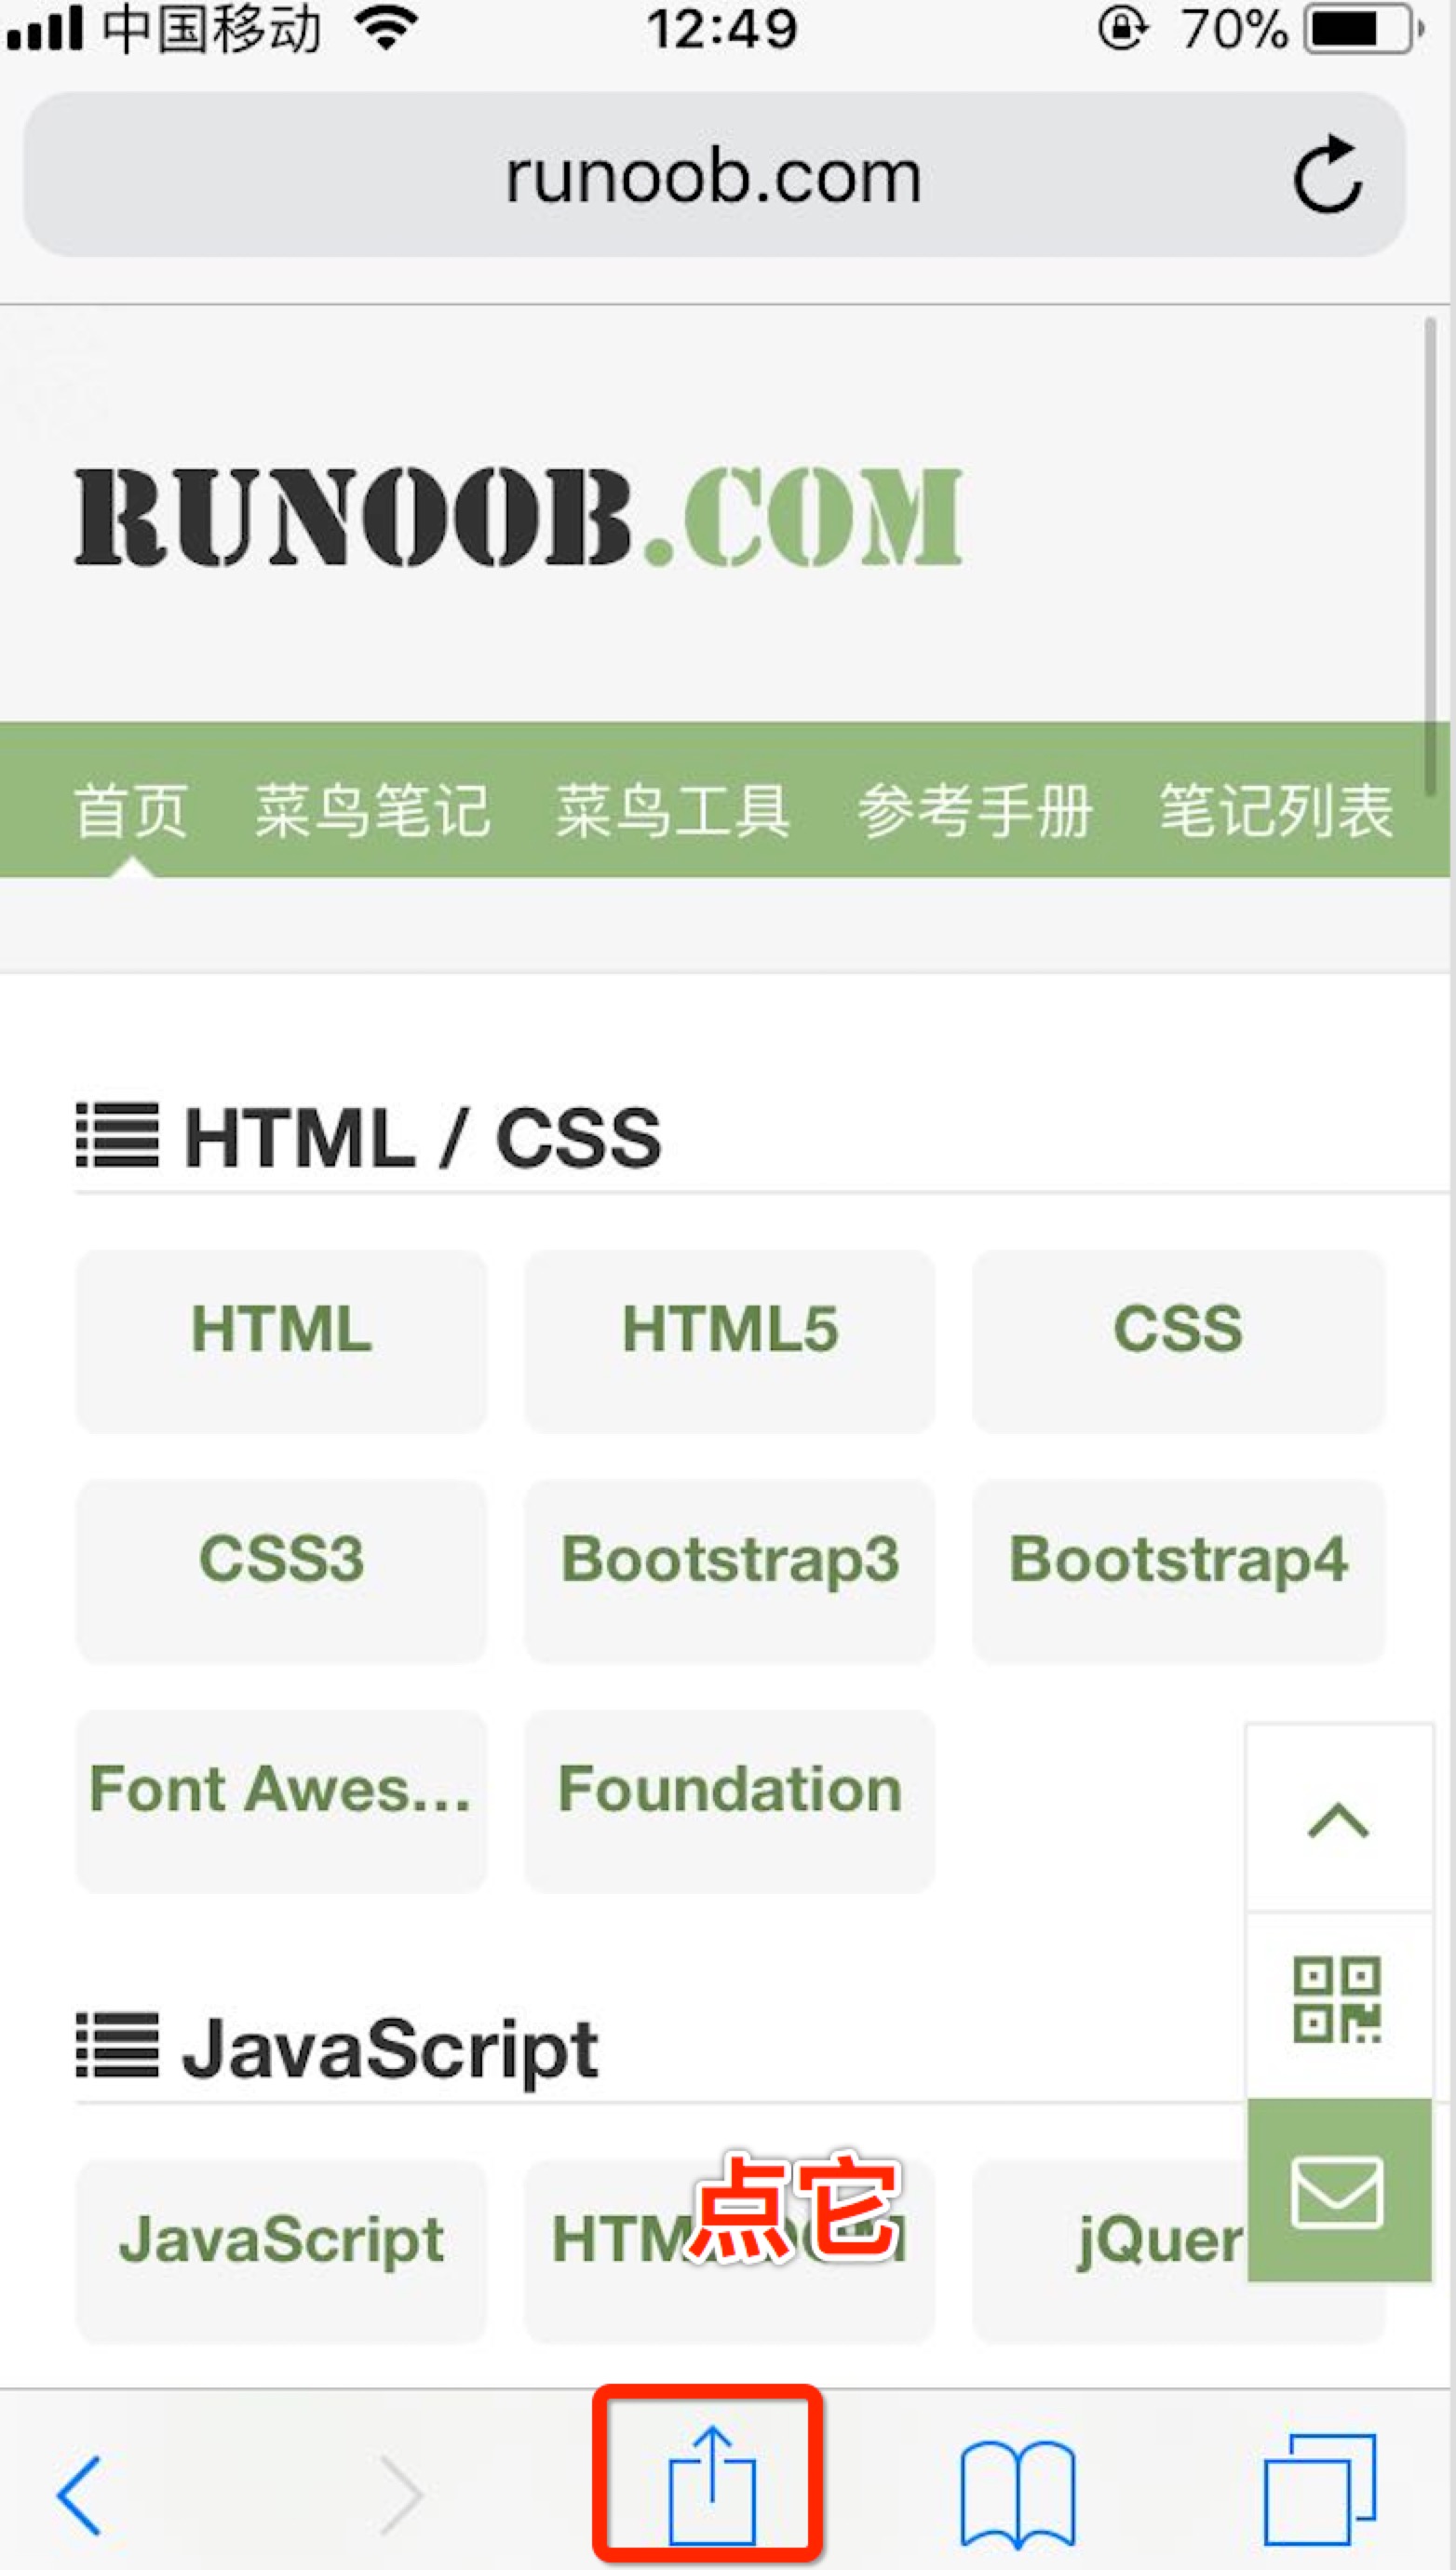 中国移动 12:49 70%
runoob.com
RUNOOB.COM
首页 菜鸟笔记 菜鸟工具 参考手册 笔记列表
HTML / CSS
HTML HTML5 CSS
CSS3 Bootstrap3 Bootstrap4
Font Awes... Foundation
JavaScript
点它
JavaScript HTM jQuer